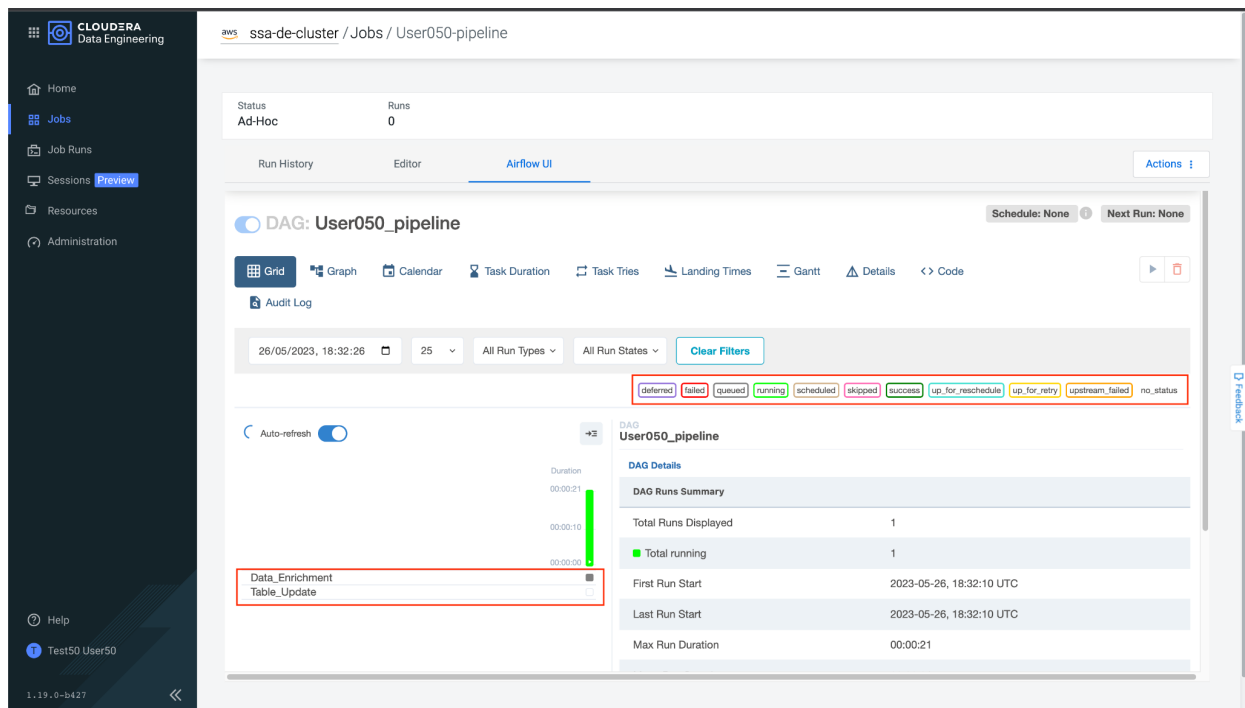 CLOUDERA
Data Engineering
Home
Jobs
Job Runs
Sessions Preview
Resources
Administration
Help
T Test50 User50
1.19.0-b427
aws ssa-de-cluster / Jobs / User050-pipeline
Status Runs
Ad-Hoc 0
Run History Editor Airflow UI Actions
DAG: User050_pipeline Schedule: None Next Run: None
Grid Graph Calendar Task Duration Task Tries Landing Times Gantt Details <> Code
Audit Log
26/05/2023, 18:32:26 25 All Run Types All Run States Clear Filters
deferred failed queued running scheduled skipped success up_for_reschedule up_for_retry upstream_failed no_status
Auto-refresh
Duration
00:00:21
00:00:10
00:00:00
Data_Enrichment
Table_Update
DAG
User050_pipeline
DAG Details
DAG Runs Summary
Total Runs Displayed 1
Total running 1
First Run Start 2023-05-26, 18:32:10 UTC
Last Run Start 2023-05-26, 18:32:10 UTC
Max Run Duration 00:00:21
Feedback